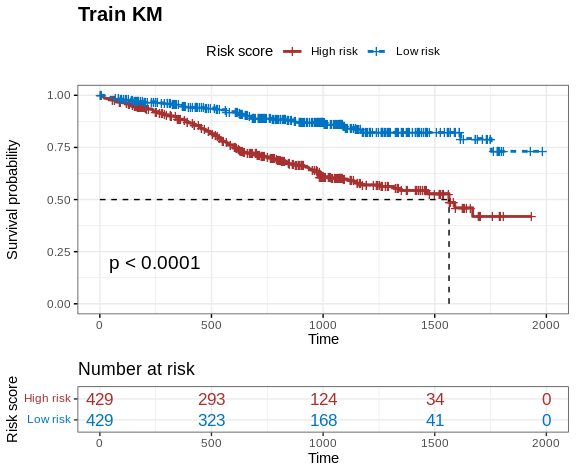 Train KM
Risk score High risk Low risk
Survival probability
1.00
0.75
0.50
0.25
0.00
p < 0.0001
0 500 1000 1500 2000
Time
Number at risk
Risk score
High risk 429 293 124 34 0
Low risk 429 323 168 41 0
0 500 1000 1500 2000
Time